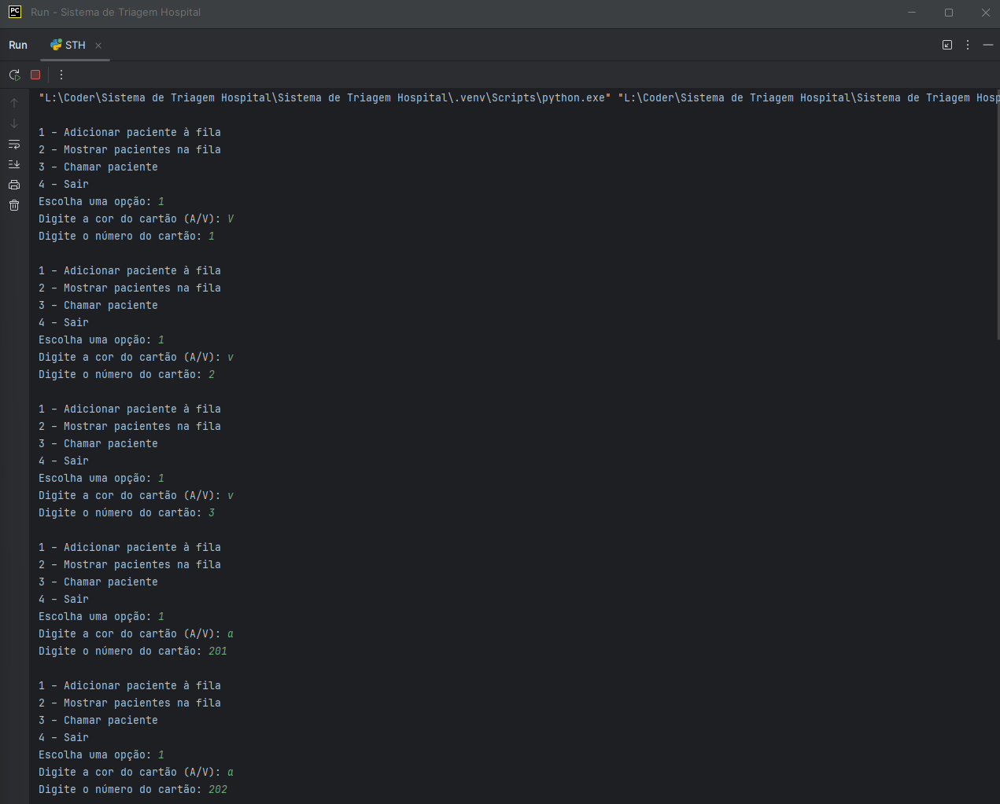 PC Run - Sistema de Triagem Hospital
Run STH
"L:\Coder\Sistema de Triagem Hospital\Sistema de Triagem Hospital\.venv\Scripts\python.exe" "L:\Coder\Sistema de Triagem Hospital\Sistema de Triagem Hosp
1 - Adicionar paciente à fila
2 - Mostrar pacientes na fila
3 - Chamar paciente
4 - Sair
Escolha uma opção: 1
Digite a cor do cartão (A/V): V
Digite o número do cartão: 1
1 - Adicionar paciente à fila
2 - Mostrar pacientes na fila
3 - Chamar paciente
4 - Sair
Escolha uma opção: 1
Digite a cor do cartão (A/V): v
Digite o número do cartão: 2
1 - Adicionar paciente à fila
2 - Mostrar pacientes na fila
3 - Chamar paciente
4 - Sair
Escolha uma opção: 1
Digite a cor do cartão (A/V): v
Digite o número do cartão: 3
1 - Adicionar paciente à fila
2 - Mostrar pacientes na fila
3 - Chamar paciente
4 - Sair
Escolha uma opção: 1
Digite a cor do cartão (A/V): a
Digite o número do cartão: 201
1 - Adicionar paciente à fila
2 - Mostrar pacientes na fila
3 - Chamar paciente
4 - Sair
Escolha uma opção: 1
Digite a cor do cartão (A/V): a
Digite o número do cartão: 202